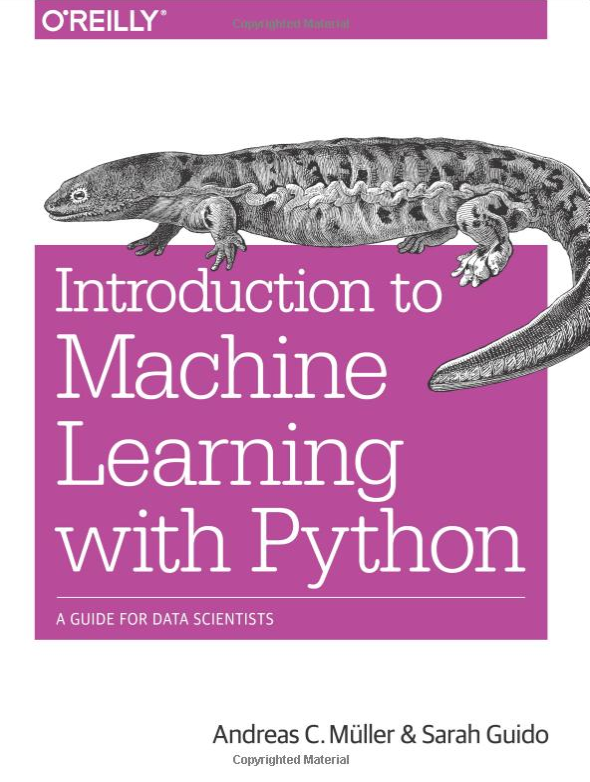 O'REILLY®
Copyrighted Material
Introduction to
Machine
Learning
with Python
A GUIDE FOR DATA SCIENTISTS
Andreas C. Müller & Sarah Guido
Copyrighted Material